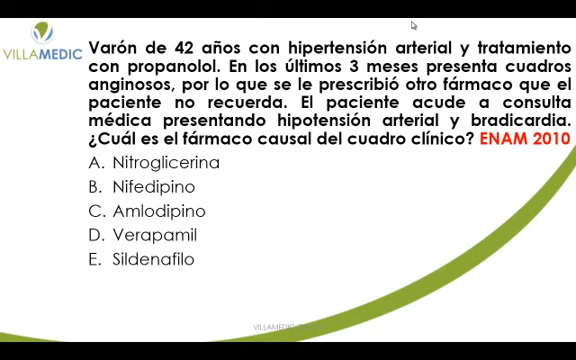 VILLAMEDIC
Varón de 42 años con hipertensión arterial y tratamiento
con propanolol. En los últimos 3 meses presenta cuadros
anginosos, por lo que se le prescribió otro fármaco que el
paciente no recuerda. El paciente acude a consulta
médica presentando hipotensión arterial y bradicardia.
¿Cuál es el fármaco causal del cuadro clínico? ENAM 2010
A. Nitroglicerina
B. Nifedipino
C. Amlodipino
D. Verapamil
E. Sildenafilo